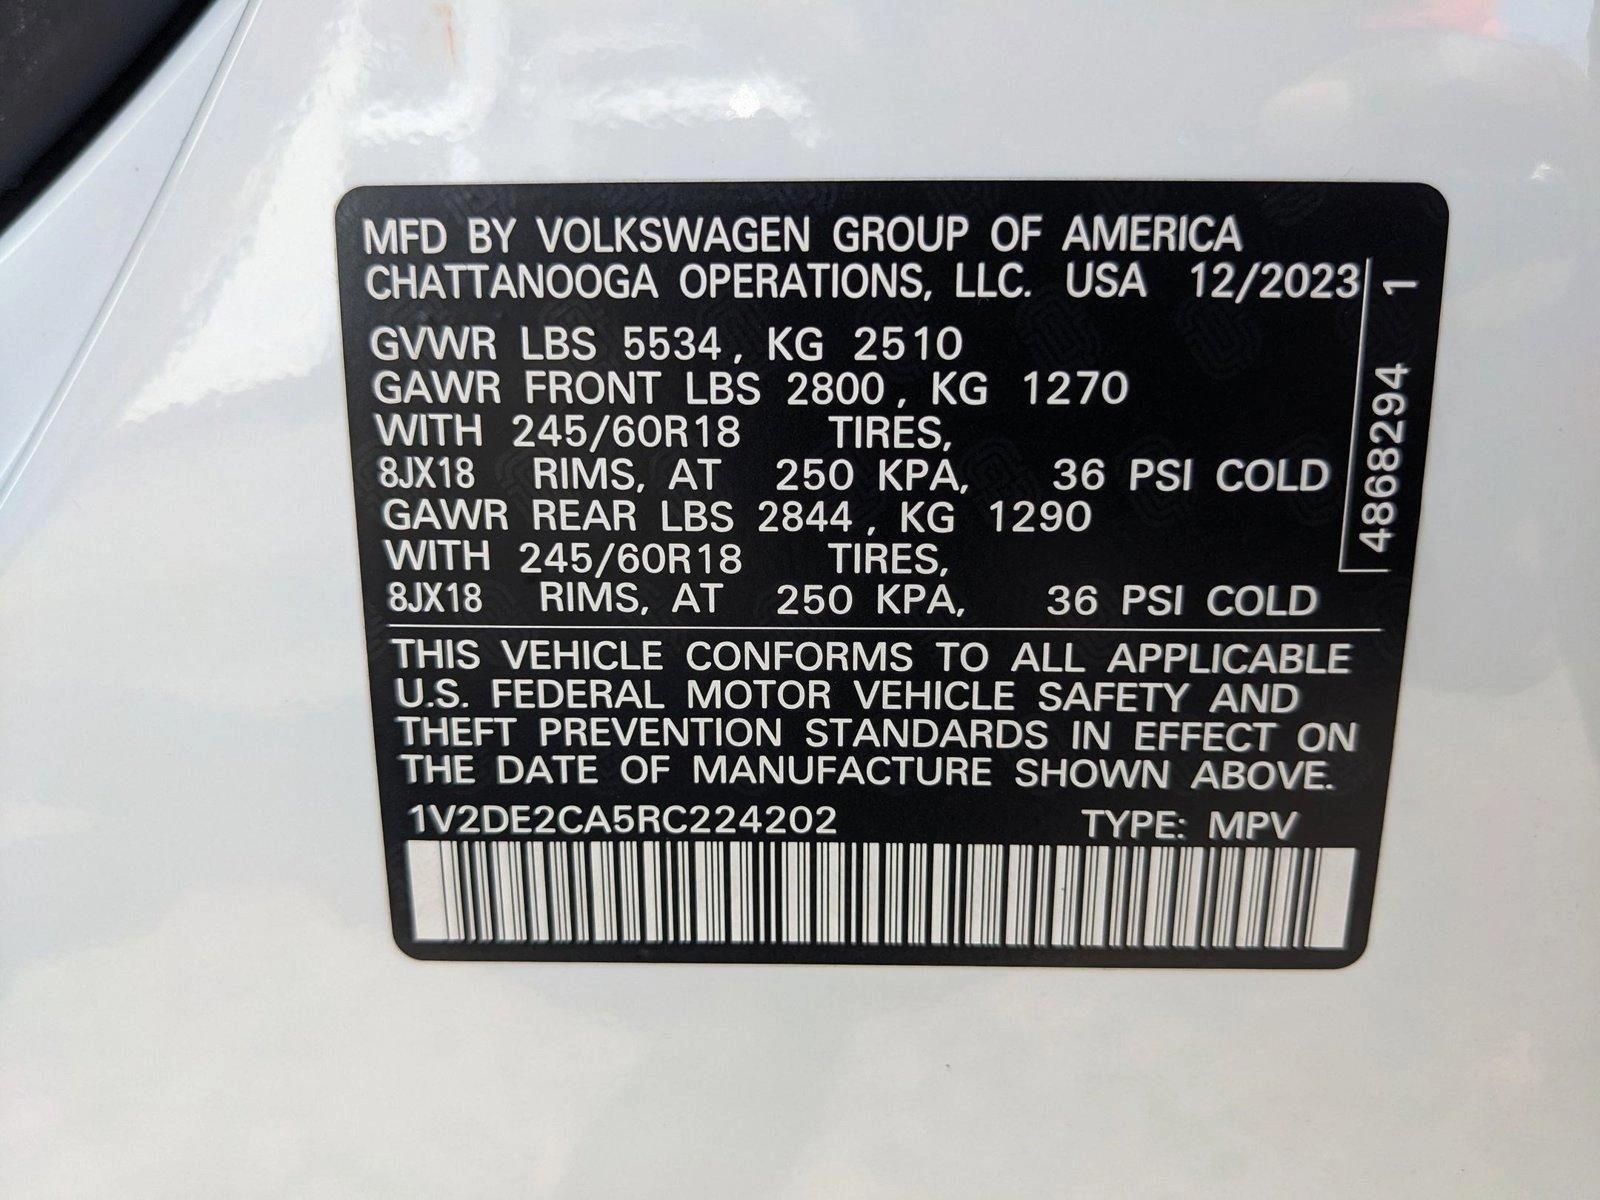 MFD BY VOLKSWAGEN GROUP OF AMERICA
CHATTANOOGA OPERATIONS, LLC. USA 12/2023
GVWR LBS 5534, KG 2510
GAWR FRONT LBS 2800, KG 1270
WITH 245/60R18 TIRES,
8JX18 RIMS, AT 250 KPA, 36 PSI COLD
GAWR REAR LBS 2844, KG 1290
WITH 245/60R18 TIRES,
8JX18 RIMS, AT 250 KPA, 36 PSI COLD
4868294 1
THIS VEHICLE CONFORMS TO ALL APPLICABLE
U.S. FEDERAL MOTOR VEHICLE SAFETY AND
THEFT PREVENTION STANDARDS IN EFFECT ON
THE DATE OF MANUFACTURE SHOWN ABOVE.
1V2DE2CA5RC224202 TYPE: MPV